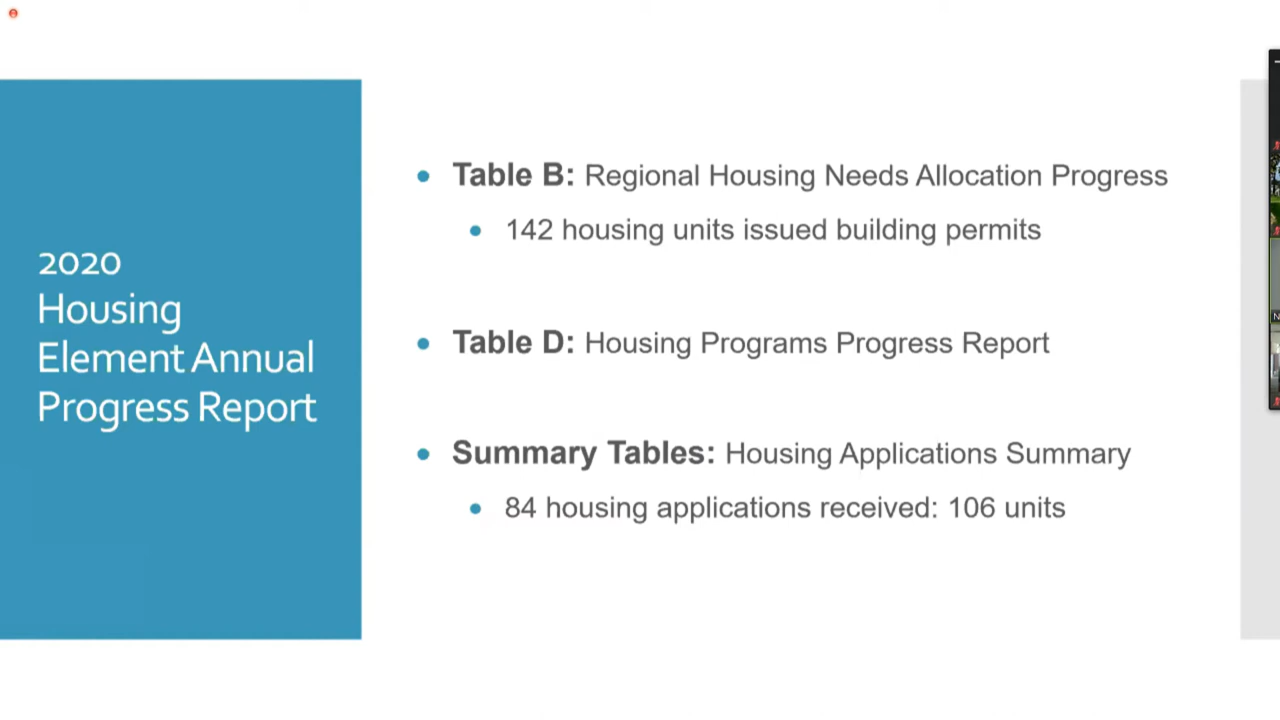 2020
Housing
Element Annual
Progress Report
Table B: Regional Housing Needs Allocation Progress
142 housing units issued building permits
Table D: Housing Programs Progress Report
Summary Tables: Housing Applications Summary
84 housing applications received: 106 units